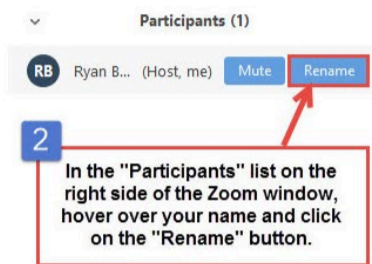 Participants (1)
RB Ryan B... (Host, me) Mute Rename
2
In the "Participants" list on the
right side of the Zoom window,
hover over your name and click
on the "Rename" button.